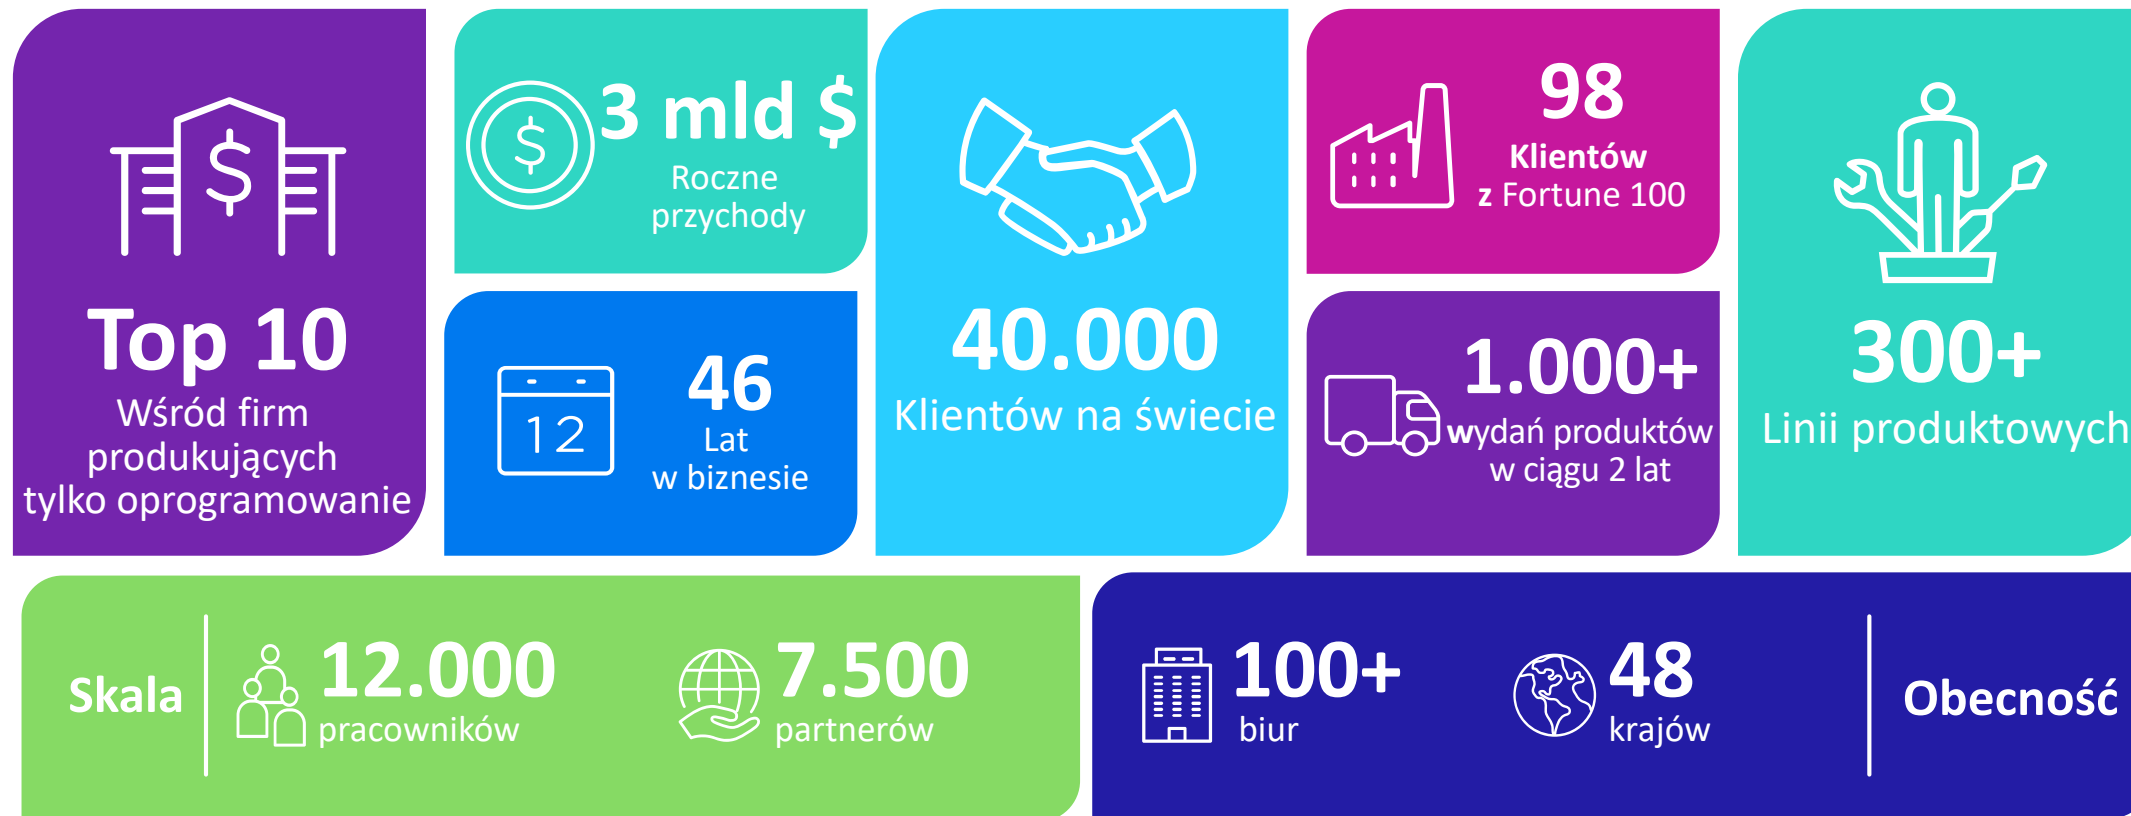 Top 10
Wśród firm
produkujących
tylko oprogramowanie
3 mld $
Roczne
przychody
12
46
Lat
w biznesie
40.000
Klientów na świecie
98
Klientów
z Fortune 100
1.000+
wydań produktów
w ciągu 2 lat
300+
Linii produktowych
Skala
12.000
pracowników
7.500
partnerów
100+
biur
48
krajów
Obecność